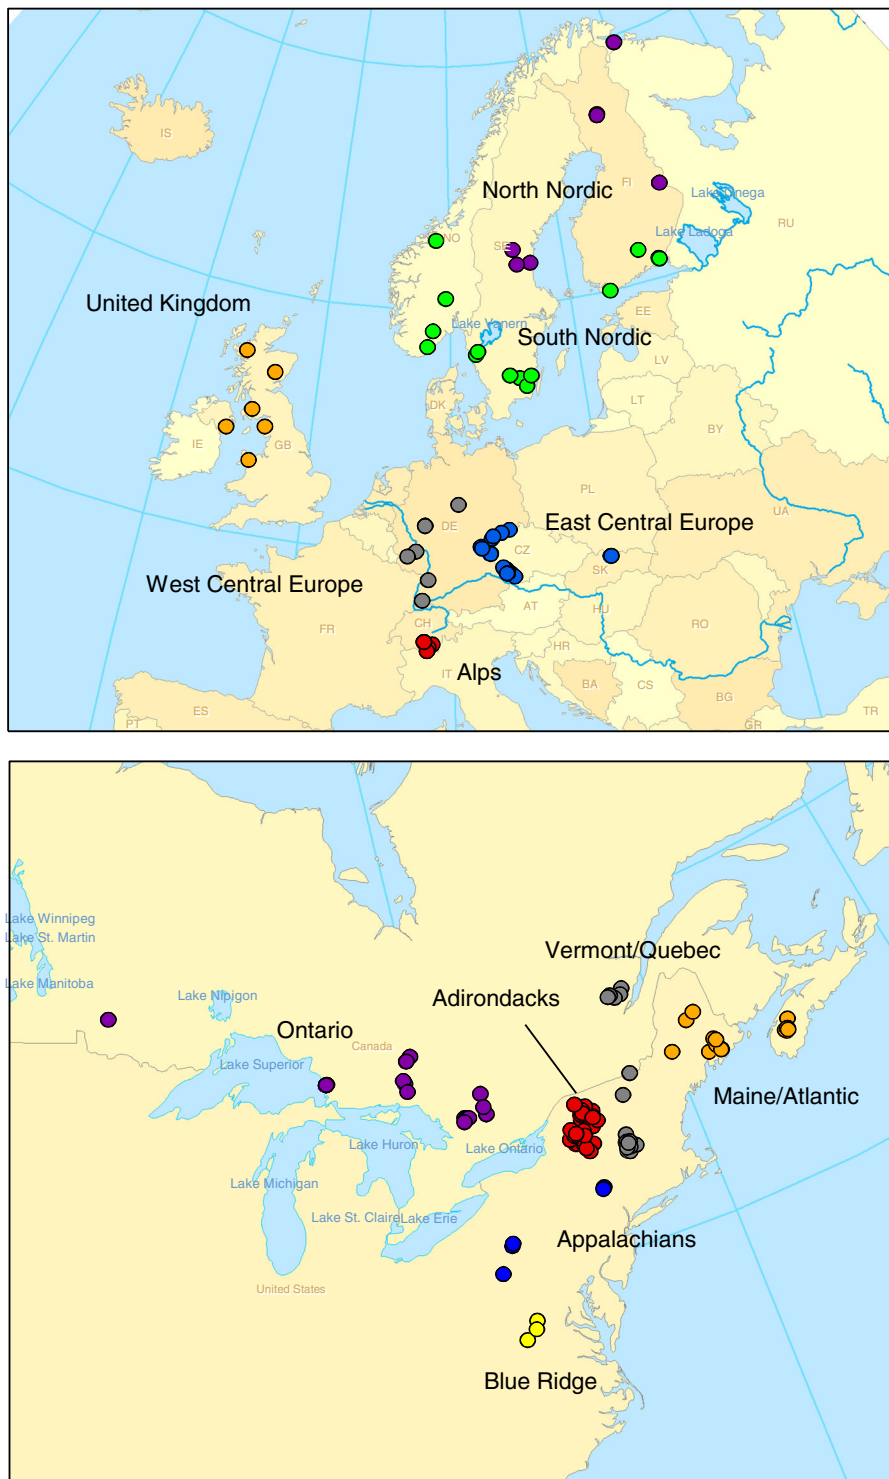 IS
North Nordic
FI
Lake Onega
RU
Lake Ladoga
NO
SE
United Kingdom
EE
Lake Vanern
South Nordic
LV
DK
LT
IE
GB
BY
PL
DE
East Central Europe
UA
CZ
West Central Europe
SK
AT
HU
CH
FR
RO
HR
IT
Alps
BA
CS
BG
ES
PT
GR
TR
Lake Winnipeg
Lake St. Martin
Vermont/Quebec
Lake Manitoba
Lake Nipigon
Adirondacks
Ontario
Canada
Lake Superior
Maine/Atlantic
Lake Huron
Lake Ontario
Lake Michigan
Lake St. Claire
Lake Erie
Appalachians
United States
Blue Ridge